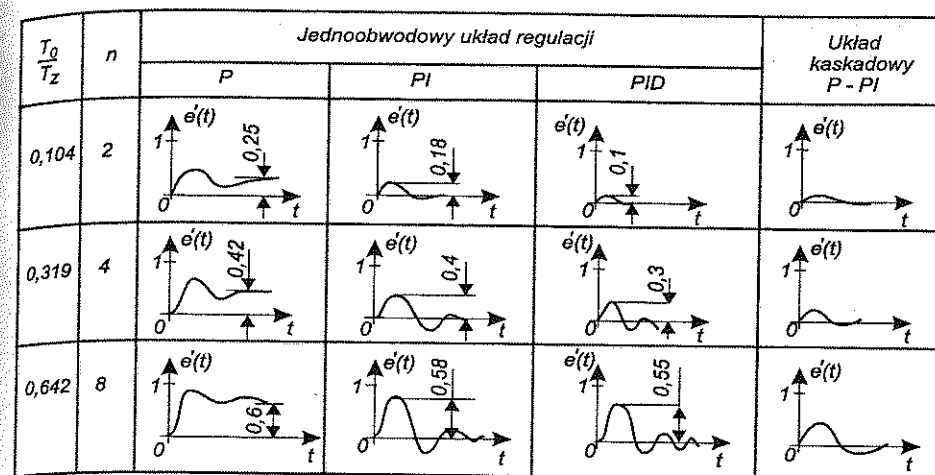 T₀/T_Z
n
Jednoobwodowy układ regulacji
Układ kaskadowy P - PI
P
PI
PID
0,104
2
e'(t) 1 0 t 0,25
e'(t) 1 0 t 0,18
e'(t) 1 0 t 0,1
e'(t) 1 0 t
0,319
4
e'(t) 1 0 t 0,42
e'(t) 1 0 t 0,4
e'(t) 1 0 t 0,3
e'(t) 1 0 t
0,642
8
e'(t) 1 0 t 0,6
e'(t) 1 0 t 0,58
e'(t) 1 0 t 0,55
e'(t) 1 0 t